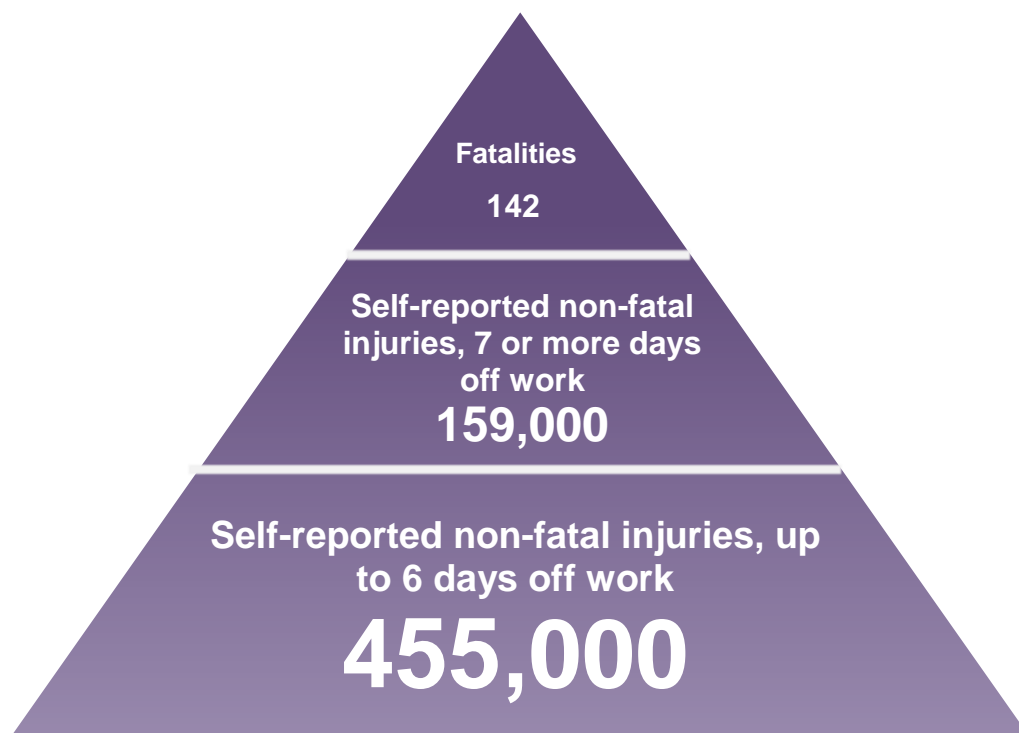 Fatalities
142
Self-reported non-fatal
injuries, 7 or more days
off work
159,000
Self-reported non-fatal injuries, up
to 6 days off work
455,000